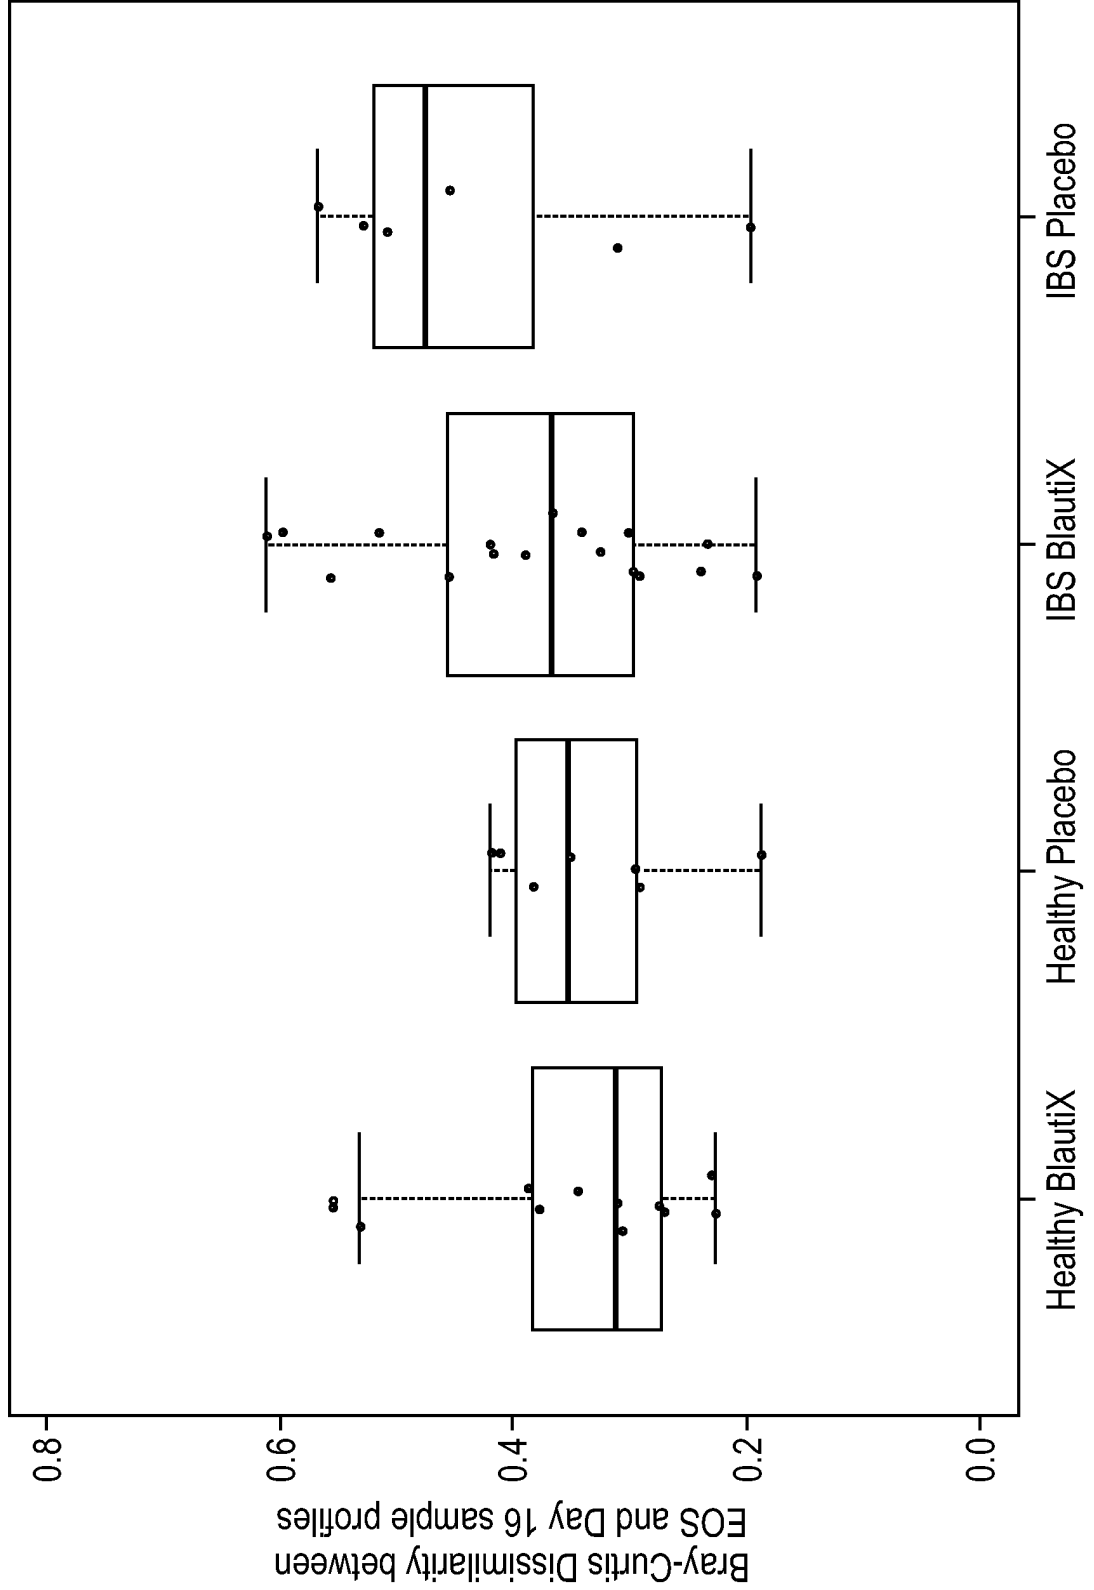 Bray-Curtis Dissimilarity between
EOS and Day 16 sample profiles
0.8
0.6
0.4
0.2
0.0
Healthy BlautiX
Healthy Placebo
IBS BlautiX
IBS Placebo